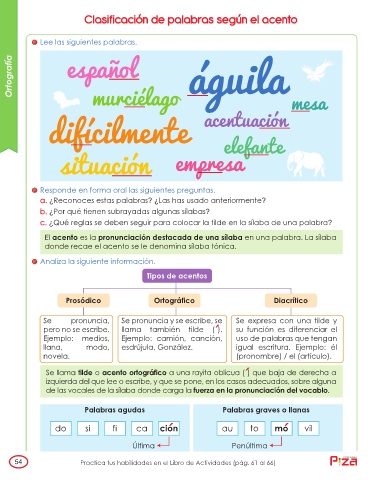 Clasificación de palabras según el acento
Ortografía
Lee las siguientes palabras.
español
águila
murciélago
mesa
acentuación
difícilmente
elefante
situación
empresa
Responde en forma oral las siguientes preguntas.
a. ¿Reconoces estas palabras? ¿Las has usado anteriormente?
b. ¿Por qué tienen subrayadas algunas sílabas?
c. ¿Qué reglas se deben seguir para colocar la tilde en la sílaba de una palabra?
El acento es la pronunciación destacada de una sílaba en una palabra. La sílaba
donde recae el acento se le denomina sílaba tónica.
Analiza la siguiente información.
Tipos de acentos
Prosódico
Ortográfico
Diacrítico
Se pronuncia,
pero no se escribe.
Ejemplo: medios,
llana, modo,
novela.
Se pronuncia y se escribe, se
llama también tilde (´).
Ejemplo: camión, canción,
esdrújula, González.
Se expresa con una tilde y
su función es diferenciar el
uso de palabras que tengan
igual escritura. Ejemplo: él
(pronombre) / el (artículo).
Se llama tilde o acento ortográfico a una rayita oblicua (´) que baja de derecha a
izquierda del que lee o escribe, y que se pone, en los casos adecuados, sobre alguna
de las vocales de la sílaba donde carga la fuerza en la pronunciación del vocablo.
Palabras agudas
Palabras graves o llanas
do si fi ca ción
au to mó vil
Última
Penúltima
54
Practica tus habilidades en el Libro de Actividades (pág. 61 al 66)